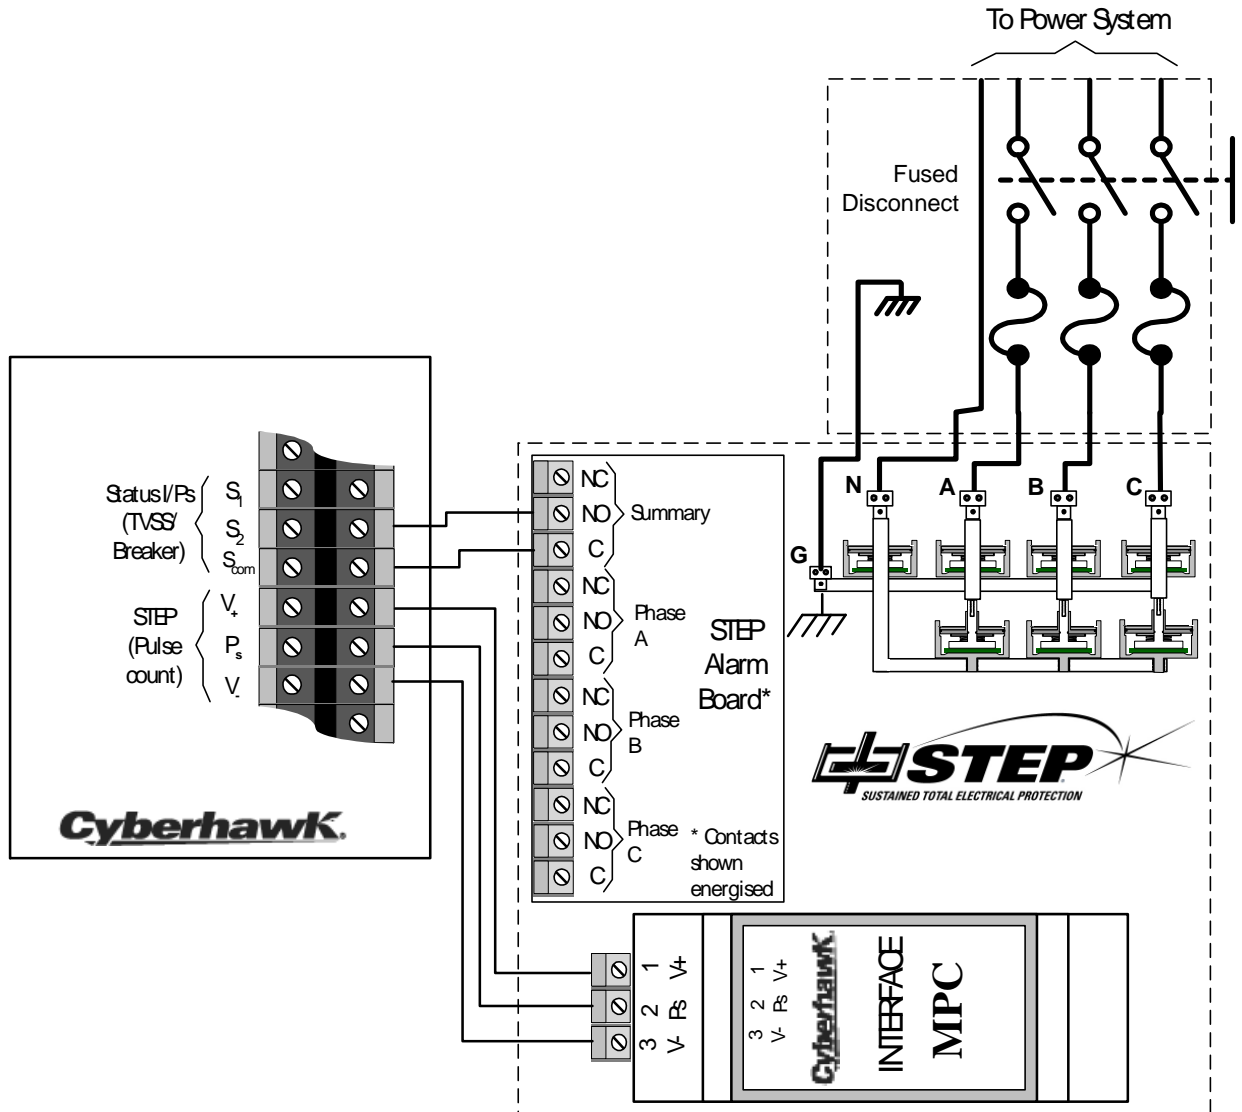 To Power System
Fused
Disconnect
N
A
B
C
G
Status I/Ps
(TVSS/
Breaker)
S1
S2
Scom
STEP
(Pulse
count)
V+
Ps
V-
Cyberhawk.
NC
NO
C
Summary
NC
NO
C
Phase
A
NC
NO
C
Phase
B
NC
NO
C
Phase
C
STEP
Alarm
Board*
* Contacts
shown
energised
STEP
SUSTAINED TOTAL ELECTRICAL PROTECTION
1 V+
2 Ps
3 V-
1 V+
2 Ps
3 V-
Cyberhawk.
INTERFACE
MPC